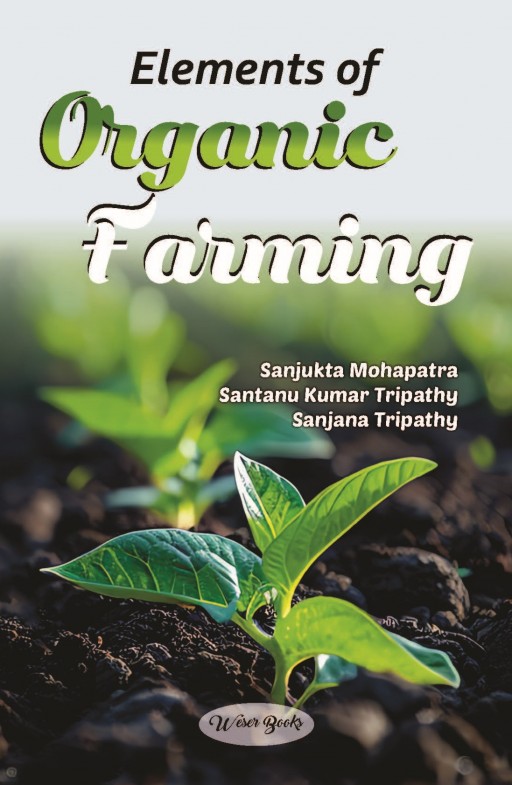 Elements of
Organic
Farming
Sanjukta Mohapatra
Santanu Kumar Tripathy
Sanjana Tripathy
Weser Books